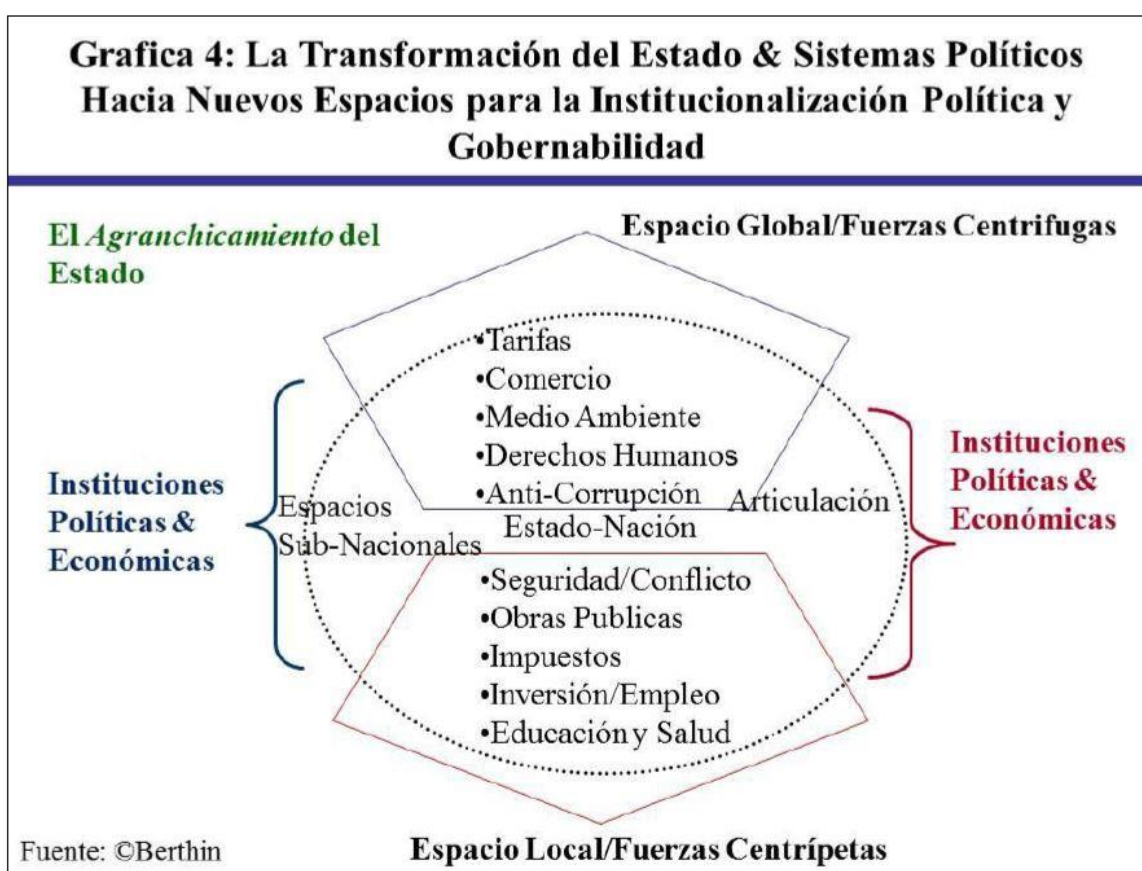 Grafica 4: La Transformación del Estado & Sistemas Políticos
Hacia Nuevos Espacios para la Institucionalización Política y
Gobernabilidad
El Agranchicamiento del
Estado
Espacio Global/Fuerzas Centrifugas
•Tarifas
•Comercio
•Medio Ambiente
•Derechos Humanos
•Anti-Corrupción
Instituciones
Políticas &
Económicas
Espacios
Sub-Nacionales
Estado-Nación
Articulación
Instituciones
Políticas &
Económicas
•Seguridad/Conflicto
•Obras Publicas
•Impuestos
•Inversión/Empleo
•Educación y Salud
Fuente: ©Berthin
Espacio Local/Fuerzas Centrípetas